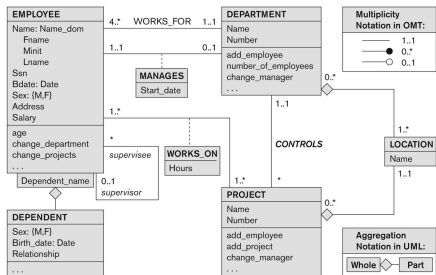 EMPLOYEE
Name: Name_dom
Fname
Minit
Lname
Ssn
Bdate: Date
Sex: {M,F}
Address
Salary
age
change_department
change_projects
. . .
Dependent_name
DEPENDENT
Sex: {M,F}
Birth_date: Date
Relationship
. . .
4..*
WORKS_FOR
1..1
1..1
0..1
MANAGES
Start_date
1..*
*
supervisee
0..1
supervisor
WORKS_ON
Hours
1..*
DEPARTMENT
Name
Number
add_employee
number_of_employees
change_manager
. . .
0..*
1..1
CONTROLS
*
PROJECT
Name
Number
add_employee
add_project
change_manager
. . .
0..*
1..*
LOCATION
Name
1..1
Multiplicity
Notation in OMT:
1..1
0..*
0..1
Aggregation
Notation in UML:
Whole
Part